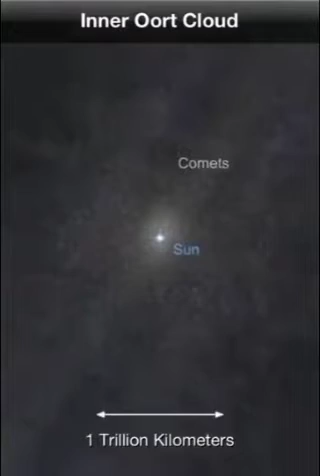 Inner Oort Cloud
Comets
Sun
1 Trillion Kilometers